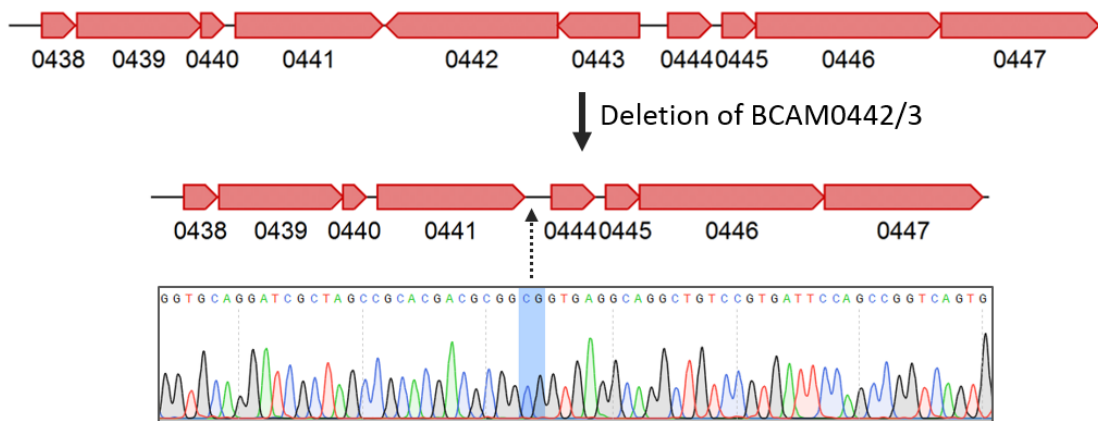 0438 0439 0440 0441 0442 0443 0444 0445 0446 0447
Deletion of BCAM0442/3
0438 0439 0440 0441 0444 0445 0446 0447
GGTGCAGGATCGCTAGCCGCACGACGCGGCGGTGAGGCAGGCTGTCCGTGATTCCAGCCGGTCAGTG